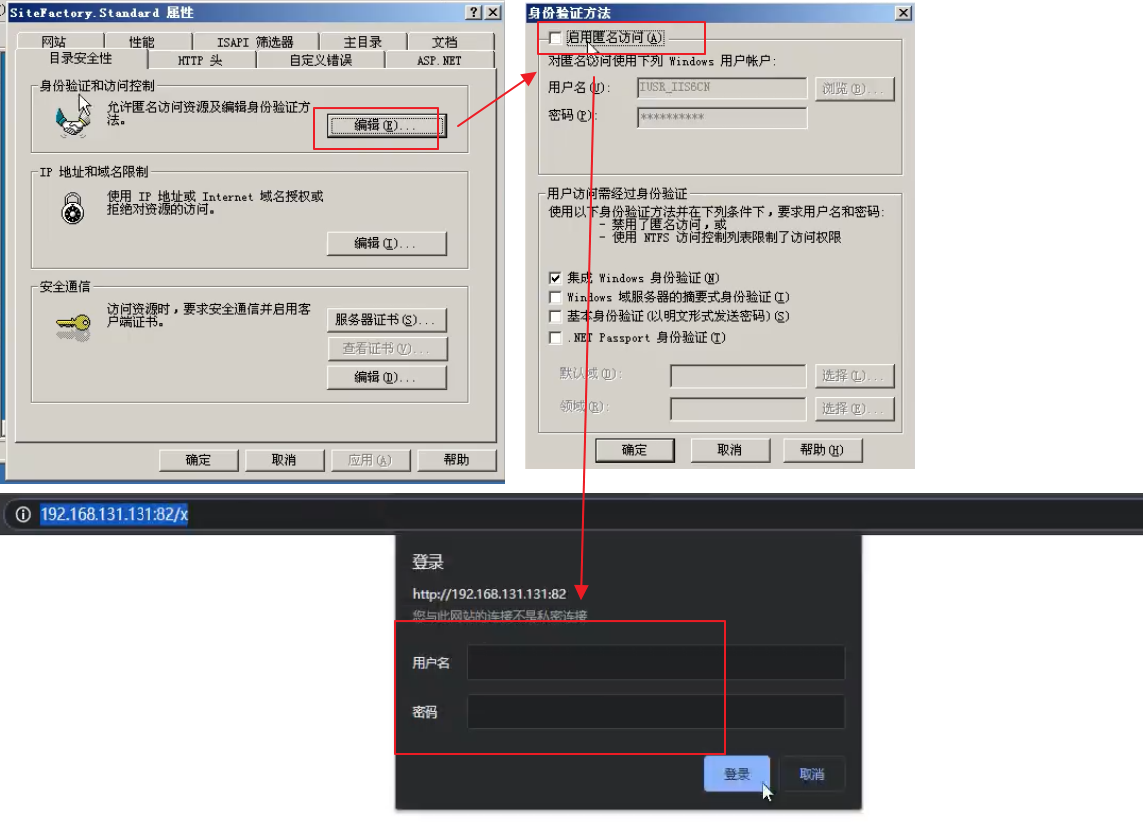 SiteFactory.Standard 属性
网站
性能
ISAPI 筛选器
主目录
文档
目录安全性
HTTP 头
自定义错误
ASP.NET
身份验证和访问控制
允许匿名访问资源及编辑身份验证方
法。
编辑(E)...
IP 地址和域名限制
使用 IP 地址或 Internet 域名授权或
拒绝对资源的访问。
编辑(I)...
安全通信
访问资源时，要求安全通信并启用客
户端证书。
服务器证书(S)...
查看证书(V)...
编辑(D)...
确定
取消
应用(A)
帮助
身份验证方法
启用匿名访问(A)
对匿名访问使用下列 Windows 用户帐户:
用户名(U):
IUSR_IIS6CN
浏览(B)...
密码(P):
**********
用户访问需经过身份验证
使用以下身份验证方法并在下列条件下，要求用户名和密码:
- 禁用了匿名访问，或
- 使用 NTFS 访问控制列表限制了访问权限
集成 Windows 身份验证(N)
Windows 域服务器的摘要式身份验证(I)
基本身份验证(以明文形式发送密码)(S)
.NET Passport 身份验证(T)
默认域(D):
选择(L)...
领域(R):
选择(E)...
确定
取消
帮助(H)
192.168.131.131:82/x
登录
http://192.168.131.131:82
您与此网站的连接不是私密连接
用户名
密码
登录
取消